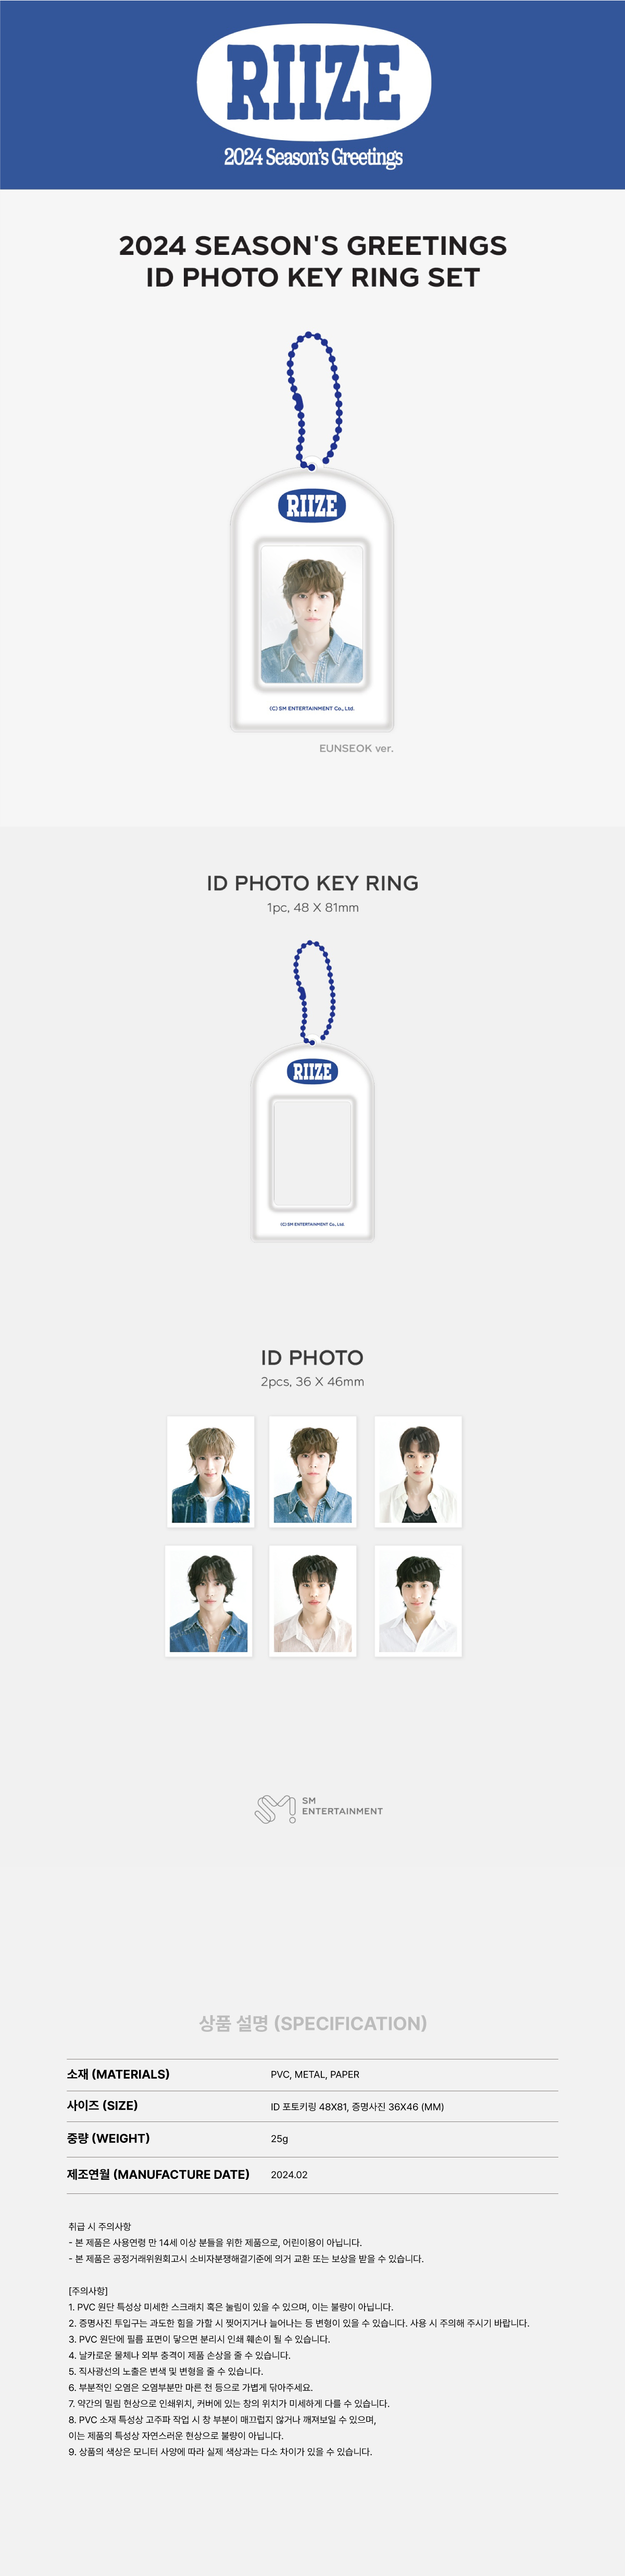 RIIZE
2024 Season's Greetings
2024 SEASON'S GREETINGS
ID PHOTO KEY RING SET
RIIZE
(C) SM ENTERTAINMENT Co., Ltd.
EUNSEOK ver.
ID PHOTO KEY RING
1pc, 48 X 81mm
RIIZE
(C) SM ENTERTAINMENT Co., Ltd.
ID PHOTO
2pcs, 36 X 46mm
SM
ENTERTAINMENT
상품 설명 (SPECIFICATION)
소재 (MATERIALS) PVC, METAL, PAPER
사이즈 (SIZE) ID 포토키링 48X81, 증명사진 36X46 (MM)
중량 (WEIGHT) 25g
제조연월 (MANUFACTURE DATE) 2024.02
취급 시 주의사항
- 본 제품은 사용연령 만 14세 이상 분들을 위한 제품으로, 어린이용이 아닙니다.
- 본 제품은 공정거래위원회고시 소비자분쟁해결기준에 의거 교환 또는 보상을 받을 수 있습니다.
[주의사항]
1. PVC 원단 특성상 미세한 스크래치 혹은 눌림이 있을 수 있으며, 이는 불량이 아닙니다.
2. 증명사진 투입구는 과도한 힘을 가할 시 찢어지거나 늘어나는 등 변형이 있을 수 있습니다. 사용 시 주의해 주시기 바랍니다.
3. PVC 원단에 필름 표면이 닿으면 분리시 인쇄 훼손이 될 수 있습니다.
4. 날카로운 물체나 외부 충격이 제품 손상을 줄 수 있습니다.
5. 직사광선의 노출은 변색 및 변형을 줄 수 있습니다.
6. 부분적인 오염은 오염부분만 마른 천 등으로 가볍게 닦아주세요.
7. 약간의 밀림 현상으로 인쇄위치, 커버에 있는 창의 위치가 미세하게 다를 수 있습니다.
8. PVC 소재 특성상 고주파 작업 시 창 부분이 매끄럽지 않거나 깨져보일 수 있으며,
이는 제품의 특성상 자연스러운 현상으로 불량이 아닙니다.
9. 상품의 색상은 모니터 사양에 따라 실제 색상과는 다소 차이가 있을 수 있습니다.